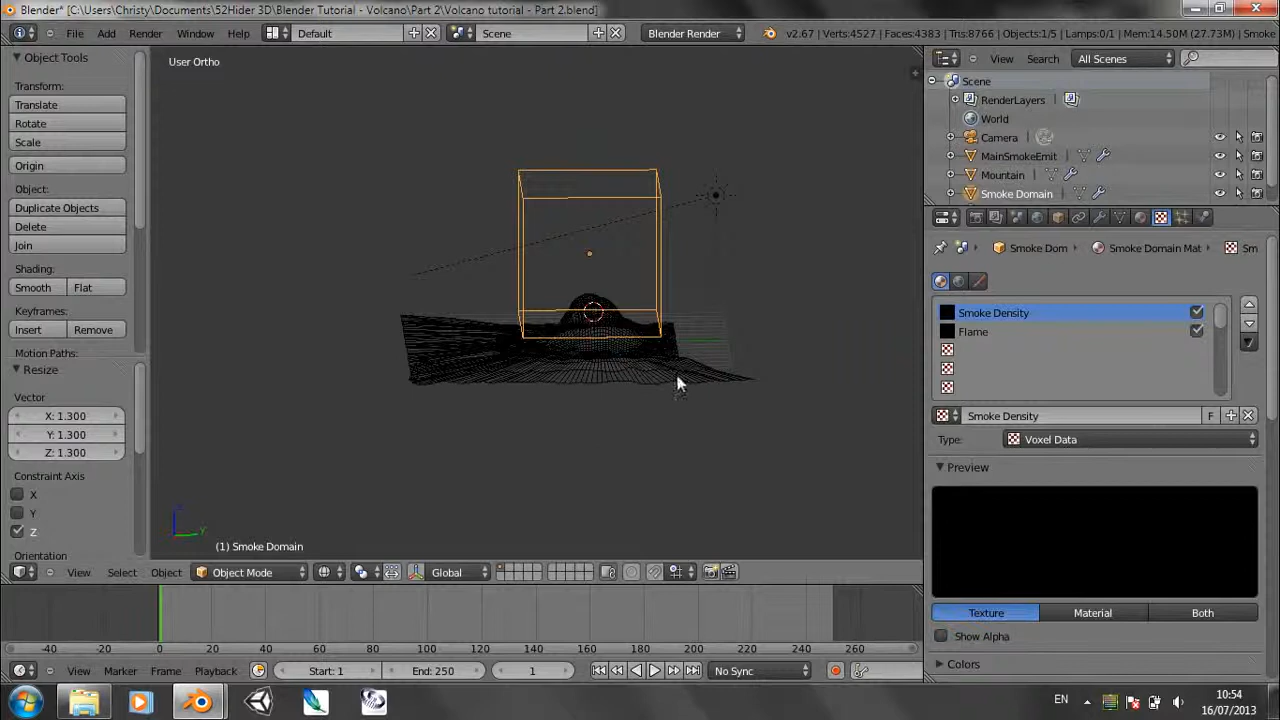 Blender* [C:\Users\Christy\Documents\52Hider 3D\Blender Tutorial - Volcano\Part 2\Volcano tutorial - Part 2.blend]
File Add Render Window Help Default Scene Blender Render v2.67 | Verts:4527 | Faces:4383 | Tris:8766 | Objects:1/5 | Lamps:0/1 | Mem:14.50M (27.73M) | Smoke
Object Tools
Transform:
Translate
Rotate
Scale
Origin
Object:
Duplicate Objects
Delete
Join
Shading:
Smooth Flat
Keyframes:
Insert Remove
Motion Paths:
Resize
Vector
X: 1.300
Y: 1.300
Z: 1.300
Constraint Axis
X
Y
Z
Orientation
User Ortho
Z
Y
(1) Smoke Domain
View Select Object Object Mode Global
View Search All Scenes
Scene
RenderLayers
World
Camera
MainSmokeEmit
Mountain
Smoke Domain
Smoke Dom Smoke Domain Mat Sm
Smoke Density
Flame
Smoke Density F
Type: Voxel Data
Preview
Texture Material Both
Show Alpha
Colors
-40 -20 0 20 40 60 80 100 120 140 160 180 200 220 240 260
View Marker Frame Playback Start: 1 End: 250 1 No Sync
EN
10:54
16/07/2013